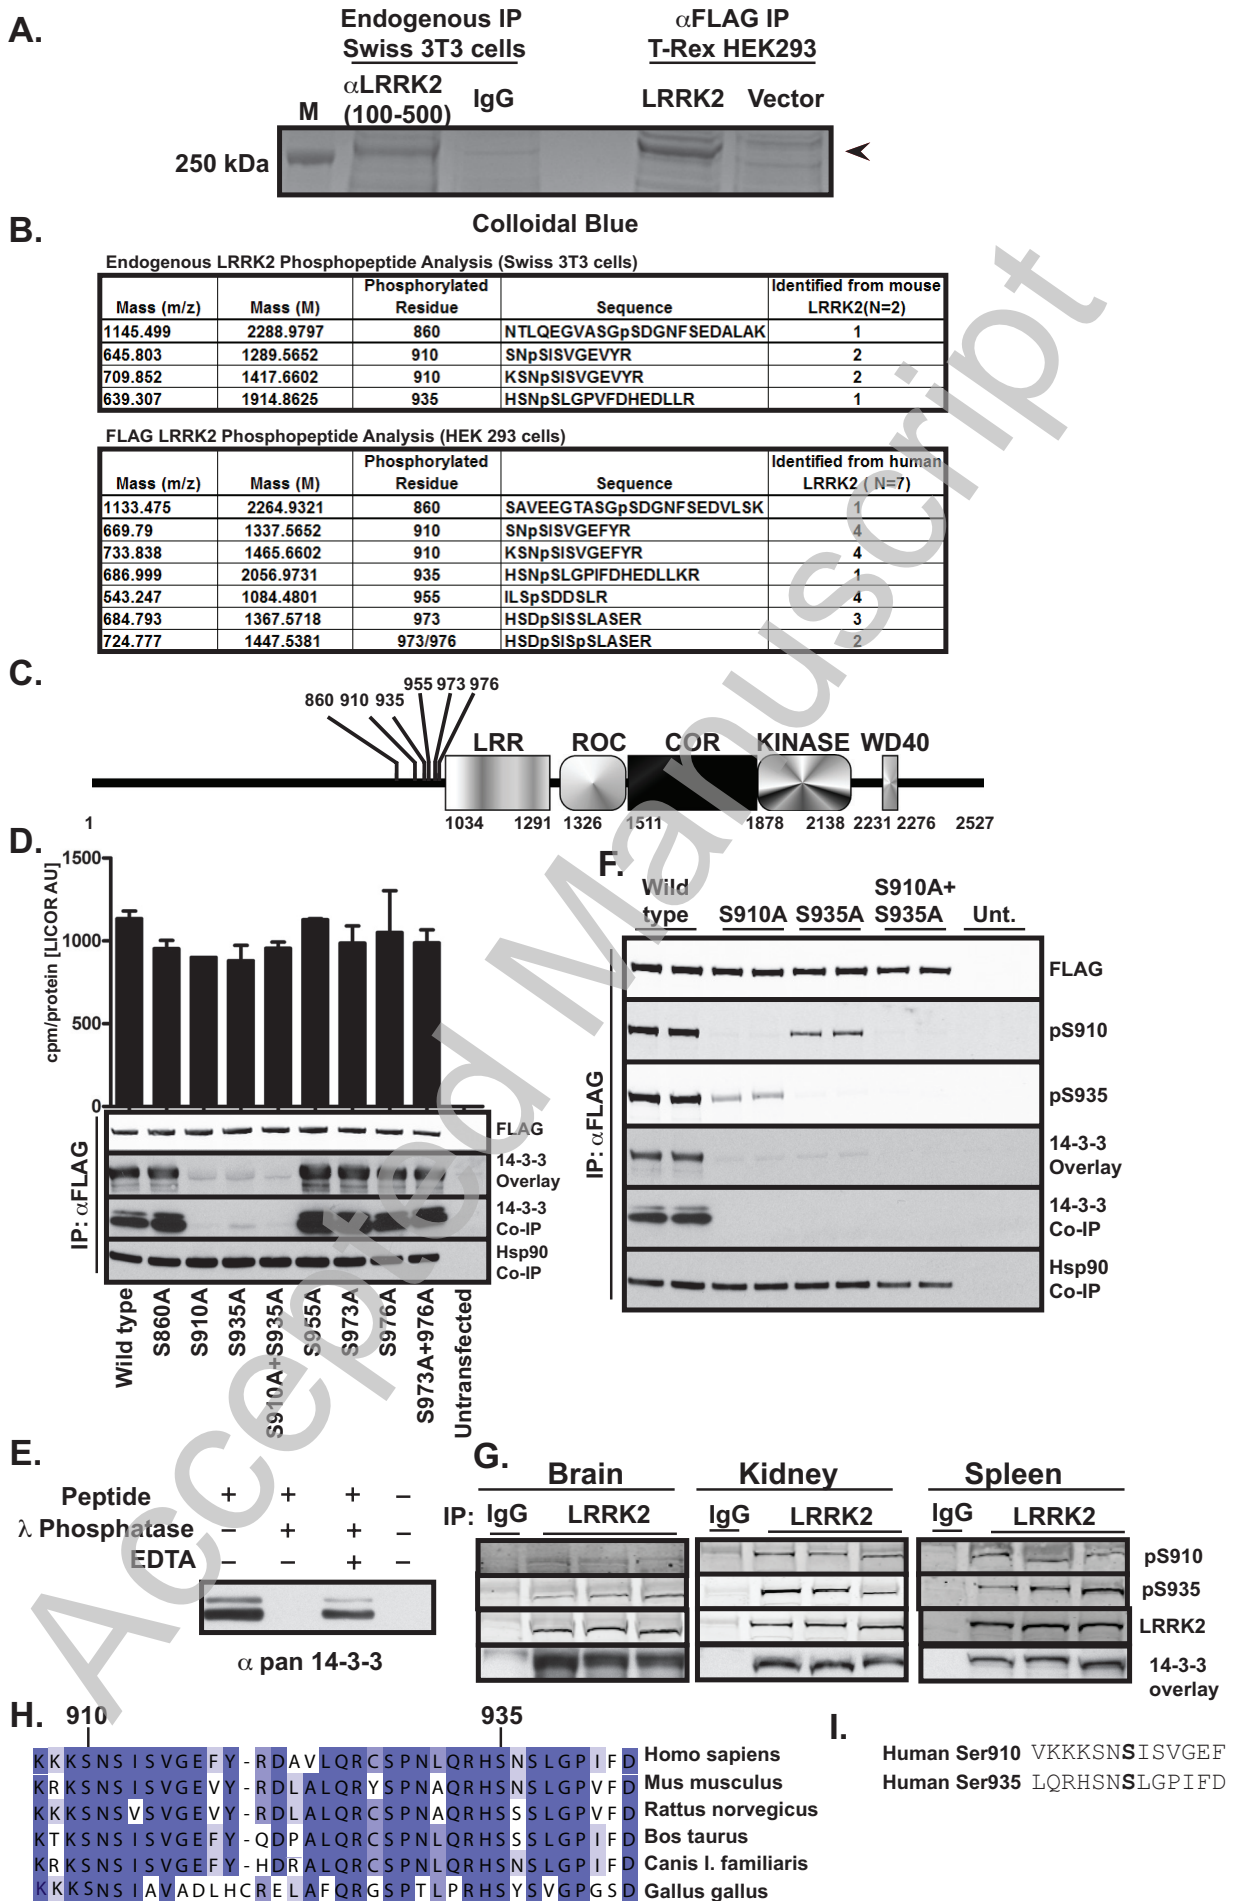 A.
Endogenous IP
Swiss 3T3 cells
αFLAG IP
T-Rex HEK293
M
αLRRK2
(100-500)
IgG
LRRK2
Vector
250 kDa
Colloidal Blue
B.
Endogenous LRRK2 Phosphopeptide Analysis (Swiss 3T3 cells)
Mass (m/z) Mass (M) Phosphorylated Residue Sequence Identified from mouse LRRK2(N=2)
1145.499 2288.9797 860 NTLQEGVASGpSDGNFSEDALAK 1
645.803 1289.5652 910 SNpSISVGEVYR 2
709.852 1417.6602 910 KSNpSISVGEVYR 2
639.307 1914.8625 935 HSNpSLGPVFDHEDLLR 1
FLAG LRRK2 Phosphopeptide Analysis (HEK 293 cells)
Mass (m/z) Mass (M) Phosphorylated Residue Sequence Identified from human LRRK2 ( N=7)
1133.475 2264.9321 860 SAVEEGTASGpSDGNFSEDVLSK 1
669.79 1337.5652 910 SNpSISVGEFYR 4
733.838 1465.6602 910 KSNpSISVGEFYR 4
686.999 2056.9731 935 HSNpSLGPIFDHEDLLKR 1
543.247 1084.4801 955 ILSpSDDSLR 4
684.793 1367.5718 973 HSDpSISSLASER 3
724.777 1447.5381 973/976 HSDpSISpSLASER 2
C.
860 910 935 955 973 976
LRR ROC COR KINASE WD40
1 1034 1291 1326 1511 1878 2138 2231 2276 2527
D.
cpm/protein [LICOR AU]
1500
1000
500
0
IP: αFLAG
FLAG
14-3-3
Overlay
14-3-3
Co-IP
Hsp90
Co-IP
Wild type
S860A
S910A
S935A
S910A+S935A
S955A
S973A
S976A
S973A+976A
Untransfected
F.
Wild
type
S910A
S935A
S910A+
S935A
Unt.
IP: αFLAG
FLAG
pS910
pS935
14-3-3
Overlay
14-3-3
Co-IP
Hsp90
Co-IP
E.
Peptide + + + –
λ Phosphatase – + + –
EDTA – – + –
α pan 14-3-3
G.
Brain Kidney Spleen
IP: IgG LRRK2 IgG LRRK2 IgG LRRK2
pS910
pS935
LRRK2
14-3-3
overlay
H.
910 935
KKKSNSISVGEFY-RDAVLQRCSPNLQRHSNSLGPIFD Homo sapiens
KRKSNSISVGEVY-RDLALQRYSPNAQRHSNSLGPVFD Mus musculus
KKKSNSVSVGEVY-RDLALQRCSPNAQRHSSSLGPVFD Rattus norvegicus
KTKSNSISVGEFY-QDPALQRCSPNLQRHSSSLGPIFD Bos taurus
KRKSNSISVGEFY-HDRALQRCSPNLQRHSNSLGPIFD Canis l. familiaris
KKKSNSIAVADLHCRELAFQRGSPTLPRHSYSVGPGSD Gallus gallus
I.
Human Ser910 VKKKSNSISVGEF
Human Ser935 LQRHSNSLGPIFD
Accepted Manuscript